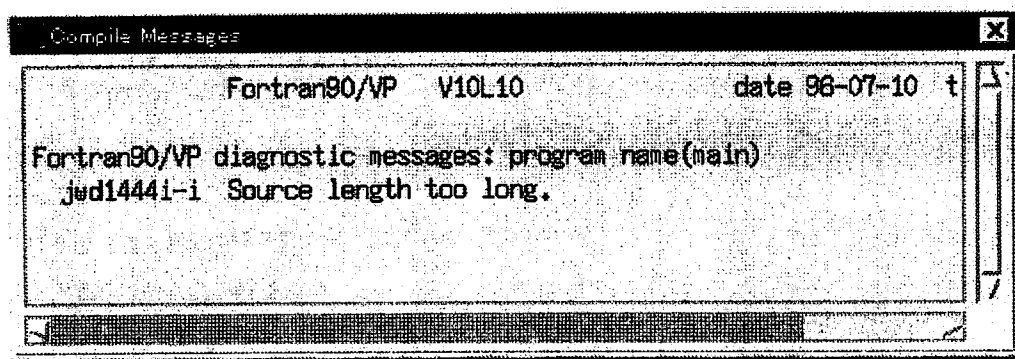 Compile Messages
Fortran90/VP V10L10 date 96-07-10 t
Fortran90/VP diagnostic messages: program name(main)
jwd1444i-i Source length too long.